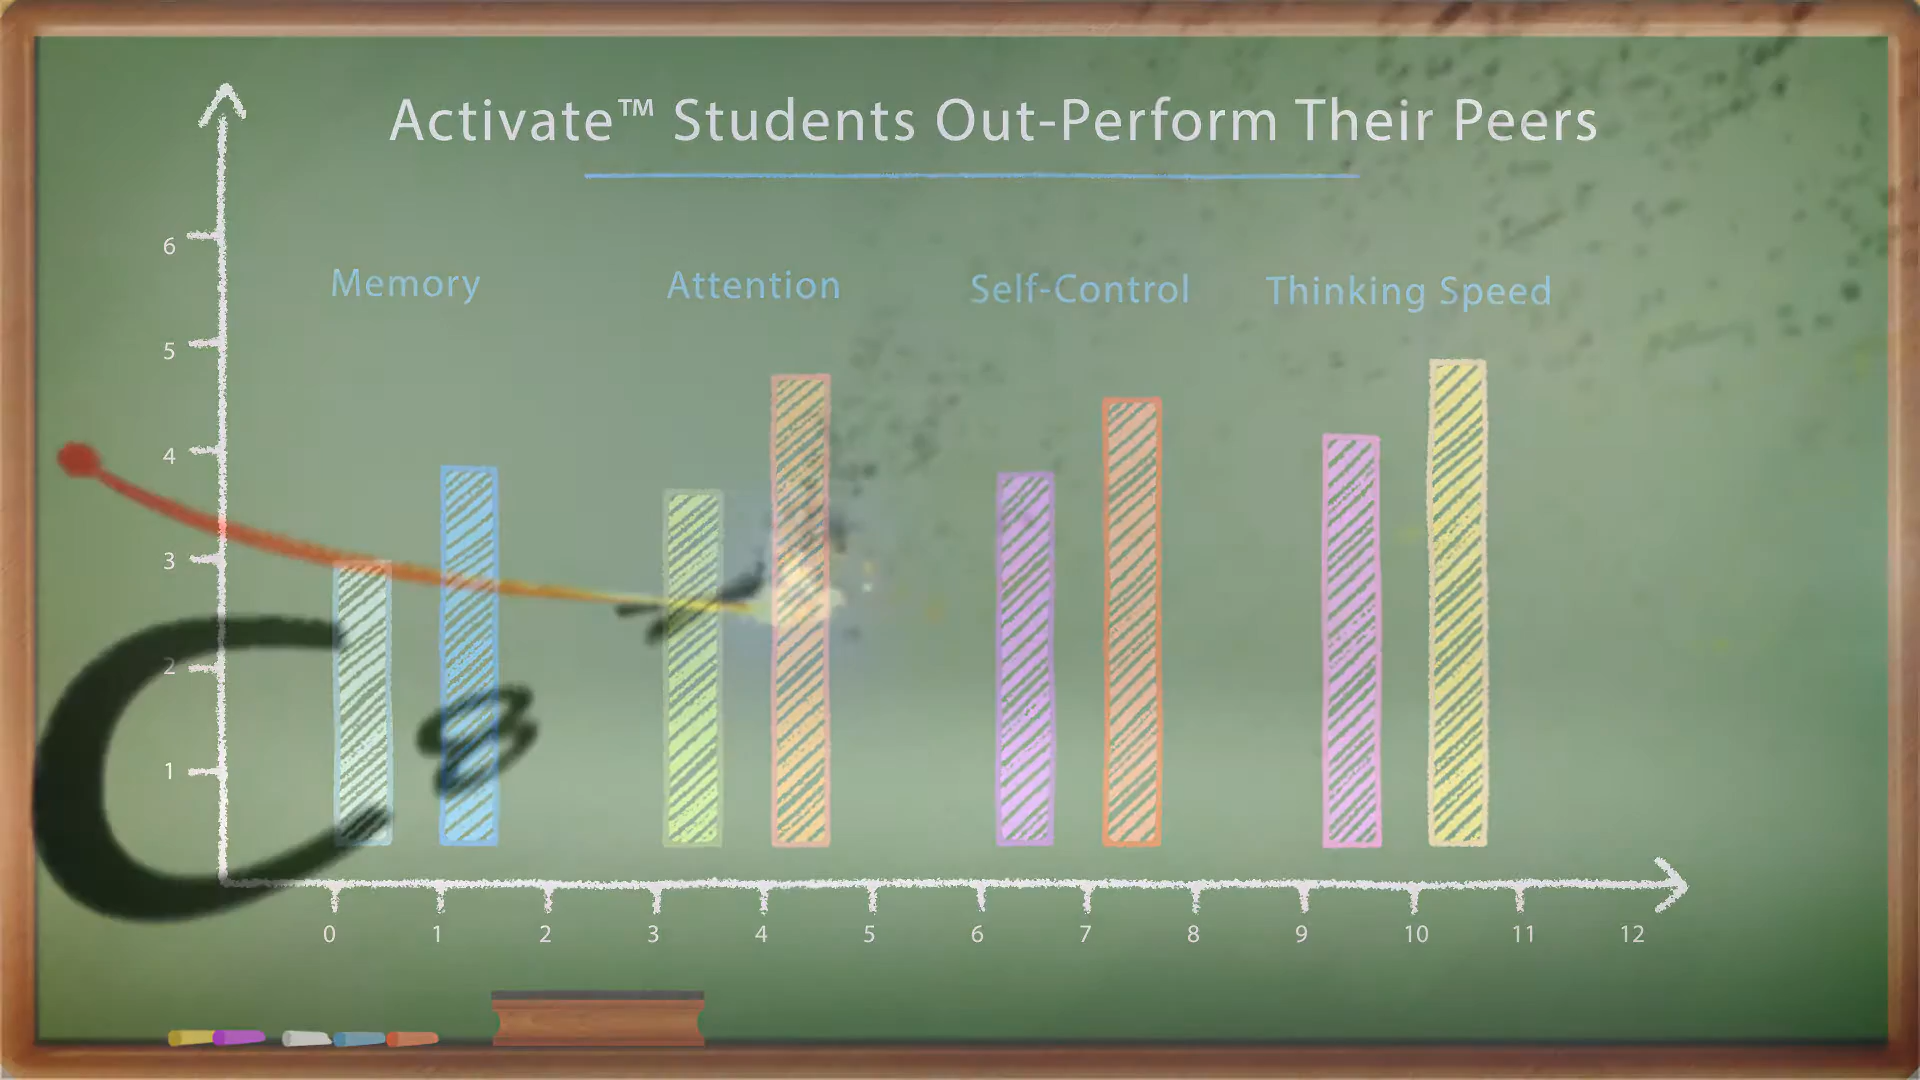 Activate™ Students Out-Perform Their Peers
Memory Attention Self-Control Thinking Speed
6
5
4
3
2
1
0 1 2 3 4 5 6 7 8 9 10 11 12
C